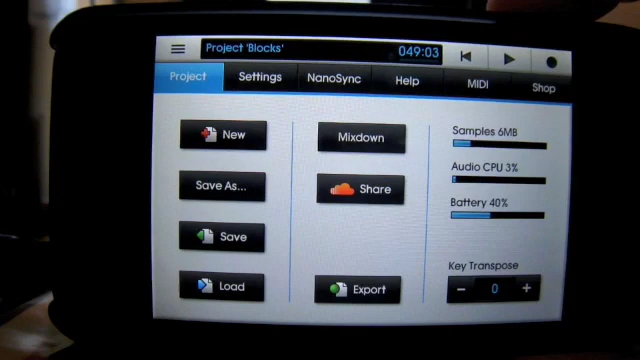 Project 'Blocks' 049:03
Project Settings NanoSync Help MIDI Shop
New
Save As...
Save
Load
Mixdown
Share
Export
Samples 6MB
Audio CPU 3%
Battery 40%
Key Transpose
- 0 +